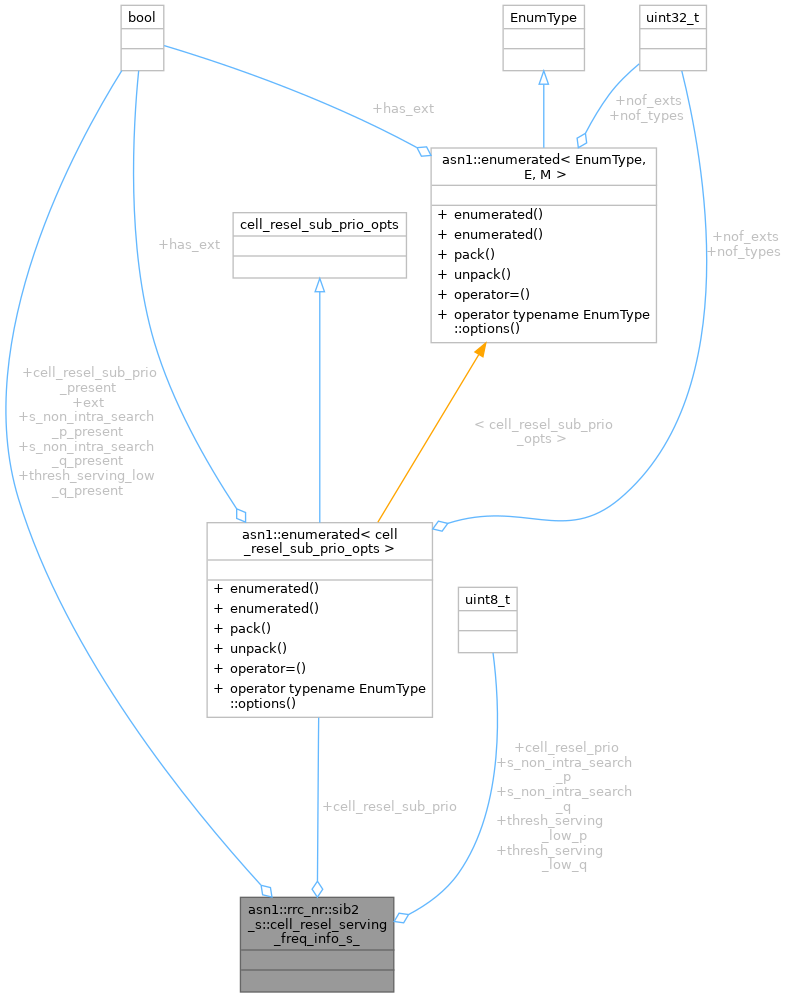 bool
EnumType
uint32_t
+has_ext
+nof_exts
+nof_types
asn1::enumerated< EnumType,
E, M >
+ enumerated()
+ enumerated()
+ pack()
+ unpack()
+ operator=()
+ operator typename EnumType
::options()
cell_resel_sub_prio_opts
+has_ext
+nof_exts
+nof_types
+cell_resel_sub_prio
_present
+ext
+s_non_intra_search
_p_present
+s_non_intra_search
_q_present
+thresh_serving_low
_q_present
< cell_resel_sub_prio
_opts >
asn1::enumerated< cell
_resel_sub_prio_opts >
+ enumerated()
+ enumerated()
+ pack()
+ unpack()
+ operator=()
+ operator typename EnumType
::options()
uint8_t
+cell_resel_sub_prio
+cell_resel_prio
+s_non_intra_search
_p
+s_non_intra_search
_q
+thresh_serving
_low_p
+thresh_serving
_low_q
asn1::rrc_nr::sib2
_s::cell_resel_serving
_freq_info_s_